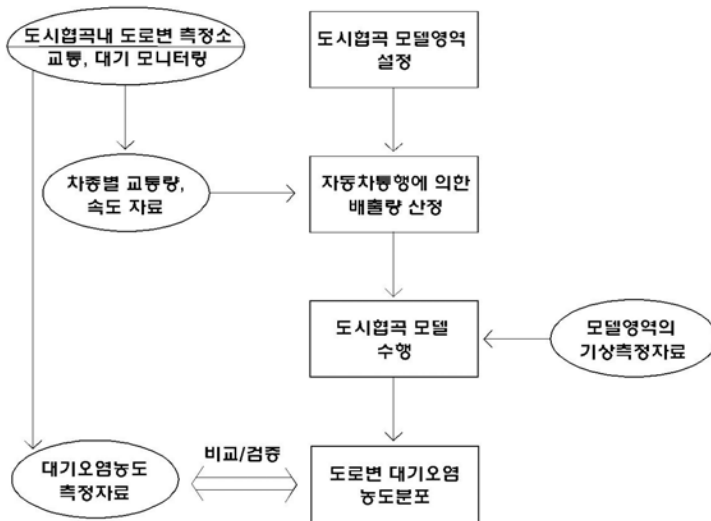 도시협곡내 도로변 측정소
교통, 대기 모니터링
도시협곡 모델영역
설정
차종별 교통량,
속도 자료
자동차통행에 의한
배출량 산정
도시협곡 모델
수행
모델영역의
기상측정자료
대기오염농도
측정자료
비교/검증
도로변 대기오염
농도분포